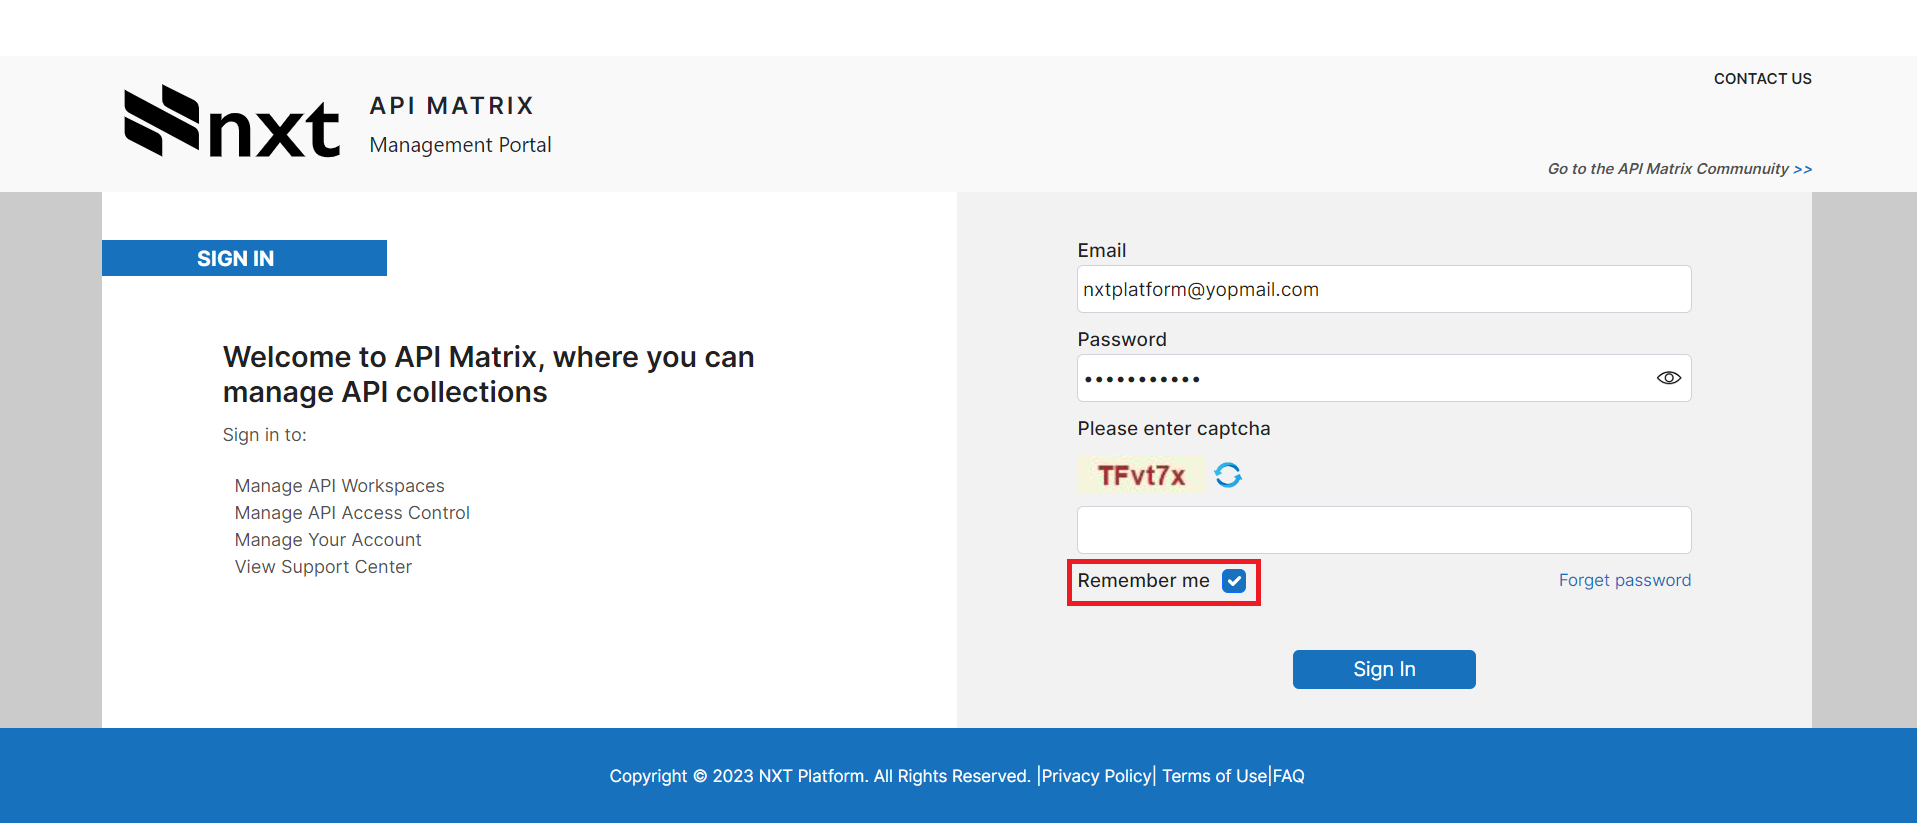 CONTACT US
nxt
API MATRIX
Management Portal
Go to the API Matrix Communuity >>
SIGN IN
Welcome to API Matrix, where you can
manage API collections
Sign in to:
Manage API Workspaces
Manage API Access Control
Manage Your Account
View Support Center
Email
nxtplatform@yopmail.com
Password
•••••••••••
Please enter captcha
TFvt7x
Remember me
Forget password
Sign In
Copyright © 2023 NXT Platform. All Rights Reserved. |Privacy Policy| Terms of Use|FAQ